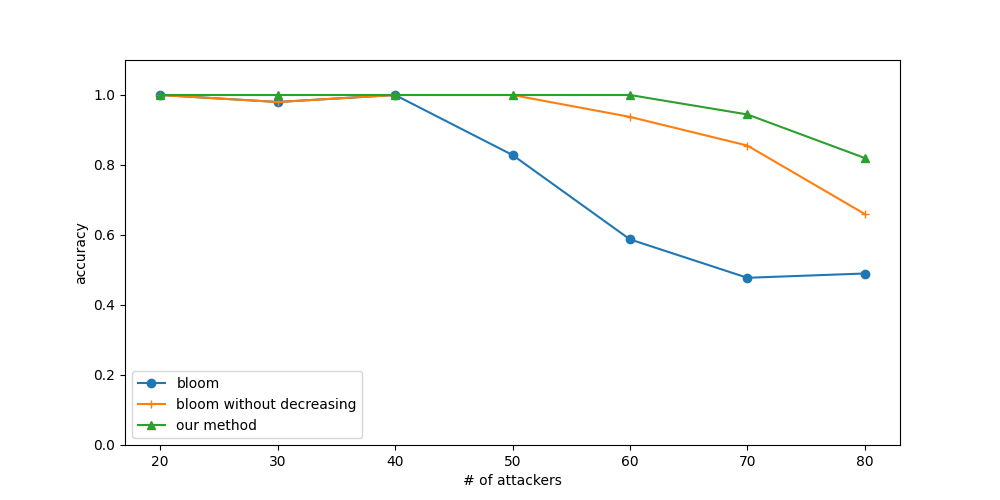 accuracy
1.0
0.8
0.6
0.4
0.2
0.0
bloom
bloom without decreasing
our method
20 30 40 50 60 70 80
# of attackers